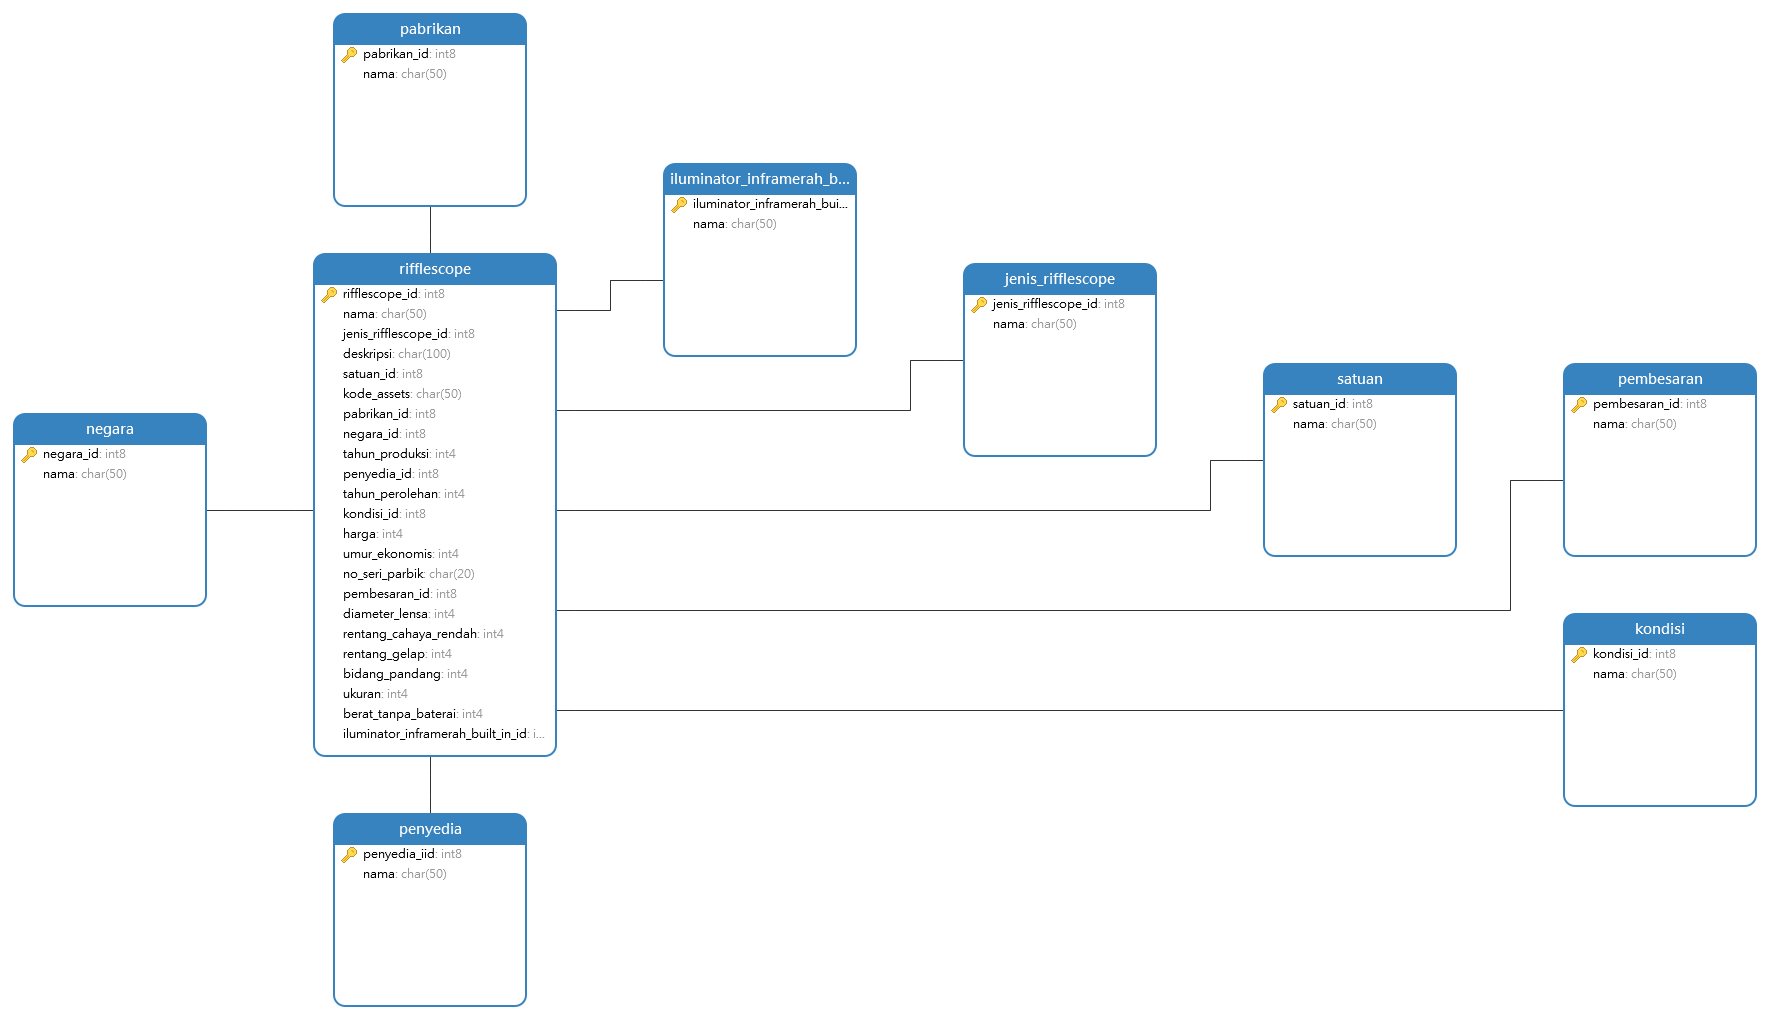 pabrikan
pabrikan_id: int8
nama: char(50)
iluminator_inframerah_b...
iluminator_inframerah_bui...
nama: char(50)
rifflescope
rifflescope_id: int8
nama: char(50)
jenis_rifflescope_id: int8
deskripsi: char(100)
satuan_id: int8
kode_assets: char(50)
pabrikan_id: int8
negara_id: int8
tahun_produksi: int4
penyedia_id: int8
tahun_perolehan: int4
kondisi_id: int8
harga: int4
umur_ekonomis: int4
no_seri_parbik: char(20)
pembesaran_id: int8
diameter_lensa: int4
rentang_cahaya_rendah: int4
rentang_gelap: int4
bidang_pandang: int4
ukuran: int4
berat_tanpa_baterai: int4
iluminator_inframerah_built_in_id: i...
jenis_rifflescope
jenis_rifflescope_id: int8
nama: char(50)
satuan
satuan_id: int8
nama: char(50)
pembesaran
pembesaran_id: int8
nama: char(50)
negara
negara_id: int8
nama: char(50)
kondisi
kondisi_id: int8
nama: char(50)
penyedia
penyedia_iid: int8
nama: char(50)